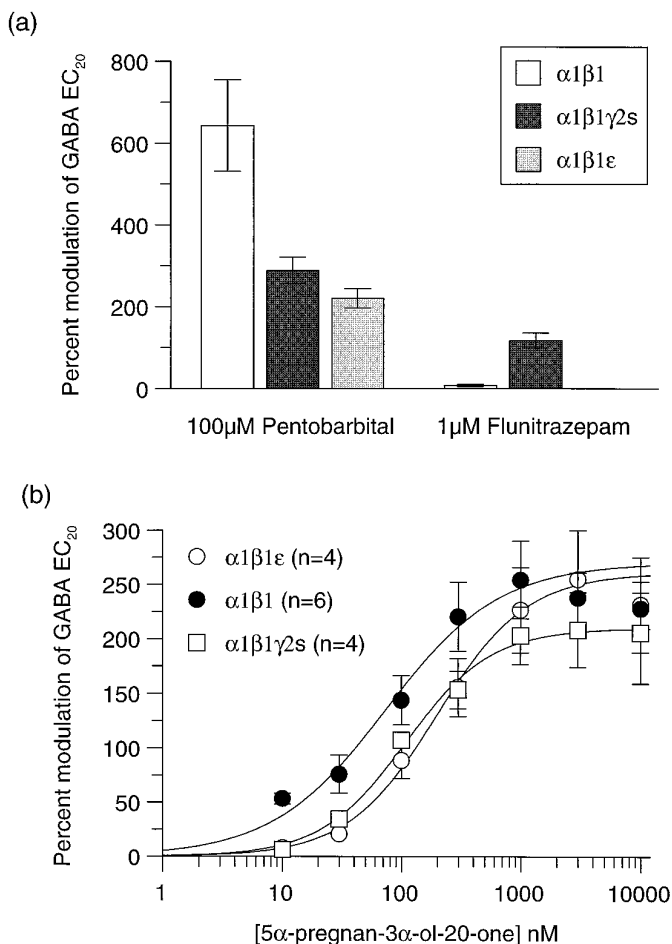 (a)
Percent modulation of GABA EC20
800
600
400
200
0
α1β1
α1β1γ2s
α1β1ε
100μM Pentobarbital
1μM Flunitrazepam
(b)
Percent modulation of GABA EC20
300
250
200
150
100
50
0
α1β1ε (n=4)
α1β1 (n=6)
α1β1γ2s (n=4)
1
10
100
1000
10000
[5α-pregnan-3α-ol-20-one] nM